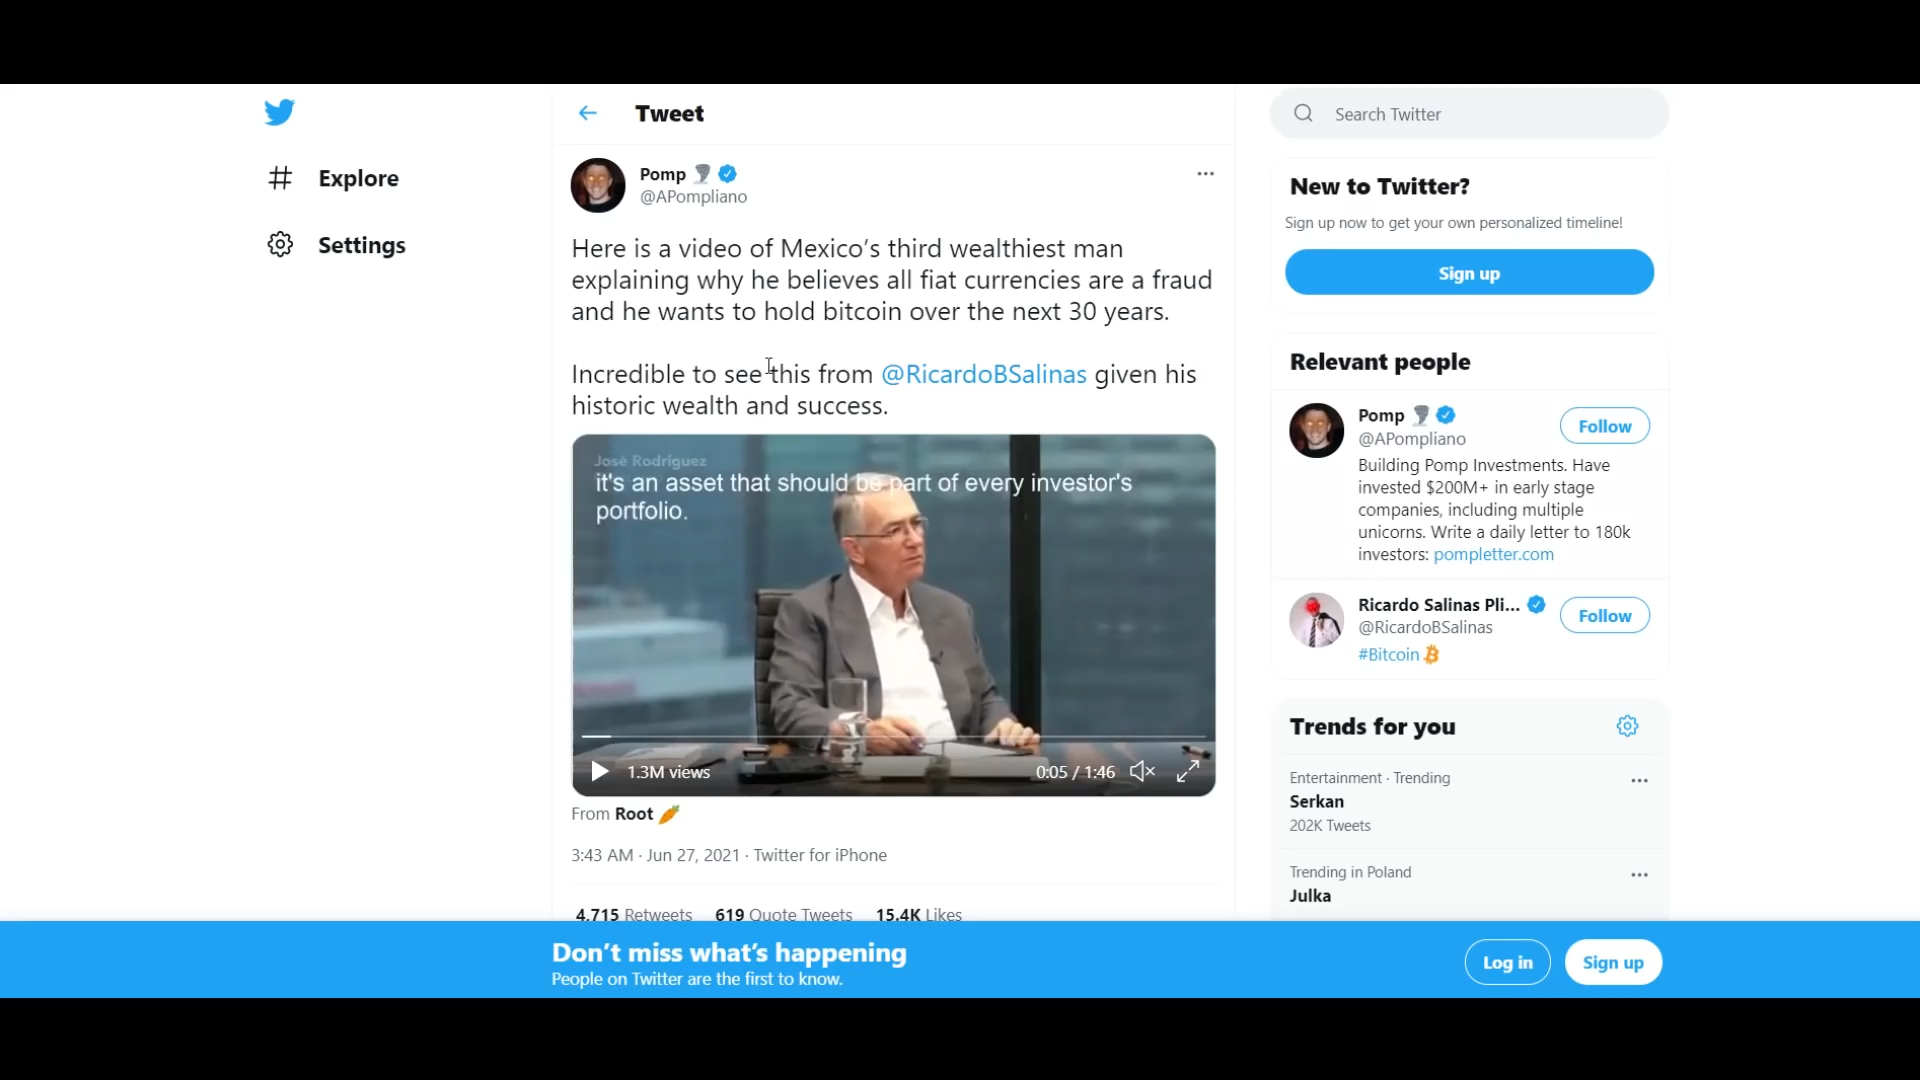 Tweet
Search Twitter
Explore
Settings
Pomp
@APompliano
Here is a video of Mexico’s third wealthiest man
explaining why he believes all fiat currencies are a fraud
and he wants to hold bitcoin over the next 30 years.
Incredible to see this from @RicardoBSalinas given his
historic wealth and success.
José Rodríguez
it's an asset that should be part of every investor's
portfolio.
1.3M views
0:05 / 1:46
From Root
3:43 AM · Jun 27, 2021 · Twitter for iPhone
4,715 Retweets 619 Quote Tweets 15.4K Likes
New to Twitter?
Sign up now to get your own personalized timeline!
Sign up
Relevant people
Pomp
@APompliano
Follow
Building Pomp Investments. Have
invested $200M+ in early stage
companies, including multiple
unicorns. Write a daily letter to 180k
investors: pompletter.com
Ricardo Salinas Pli...
@RicardoBSalinas
Follow
#Bitcoin
Trends for you
Entertainment · Trending
Serkan
202K Tweets
Trending in Poland
Julka
Don’t miss what’s happening
People on Twitter are the first to know.
Log in
Sign up